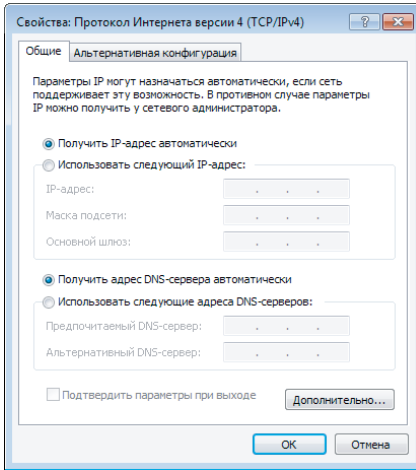 Свойства: Протокол Интернета версии 4 (TCP/IPv4)
Общие Альтернативная конфигурация
Параметры IP могут назначаться автоматически, если сеть
поддерживает эту возможность. В противном случае параметры
IP можно получить у сетевого администратора.
Получить IP-адрес автоматически
Использовать следующий IP-адрес:
IP-адрес:
Маска подсети:
Основной шлюз:
Получить адрес DNS-сервера автоматически
Использовать следующие адреса DNS-серверов:
Предпочитаемый DNS-сервер:
Альтернативный DNS-сервер:
Подтвердить параметры при выходе
Дополнительно...
ОК Отмена